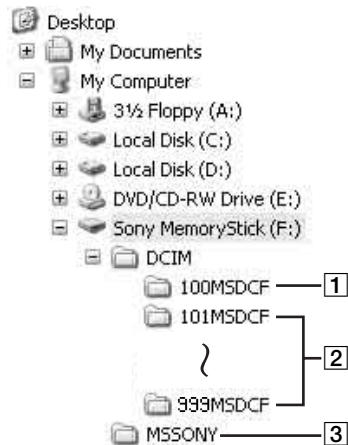 Desktop
My Documents
My Computer
3½ Floppy (A:)
Local Disk (C:)
Local Disk (D:)
DVD/CD-RW Drive (E:)
Sony MemoryStick (F:)
DCIM
100MSDCF 1
101MSDCF
2
999MSDCF
MSSONY 3